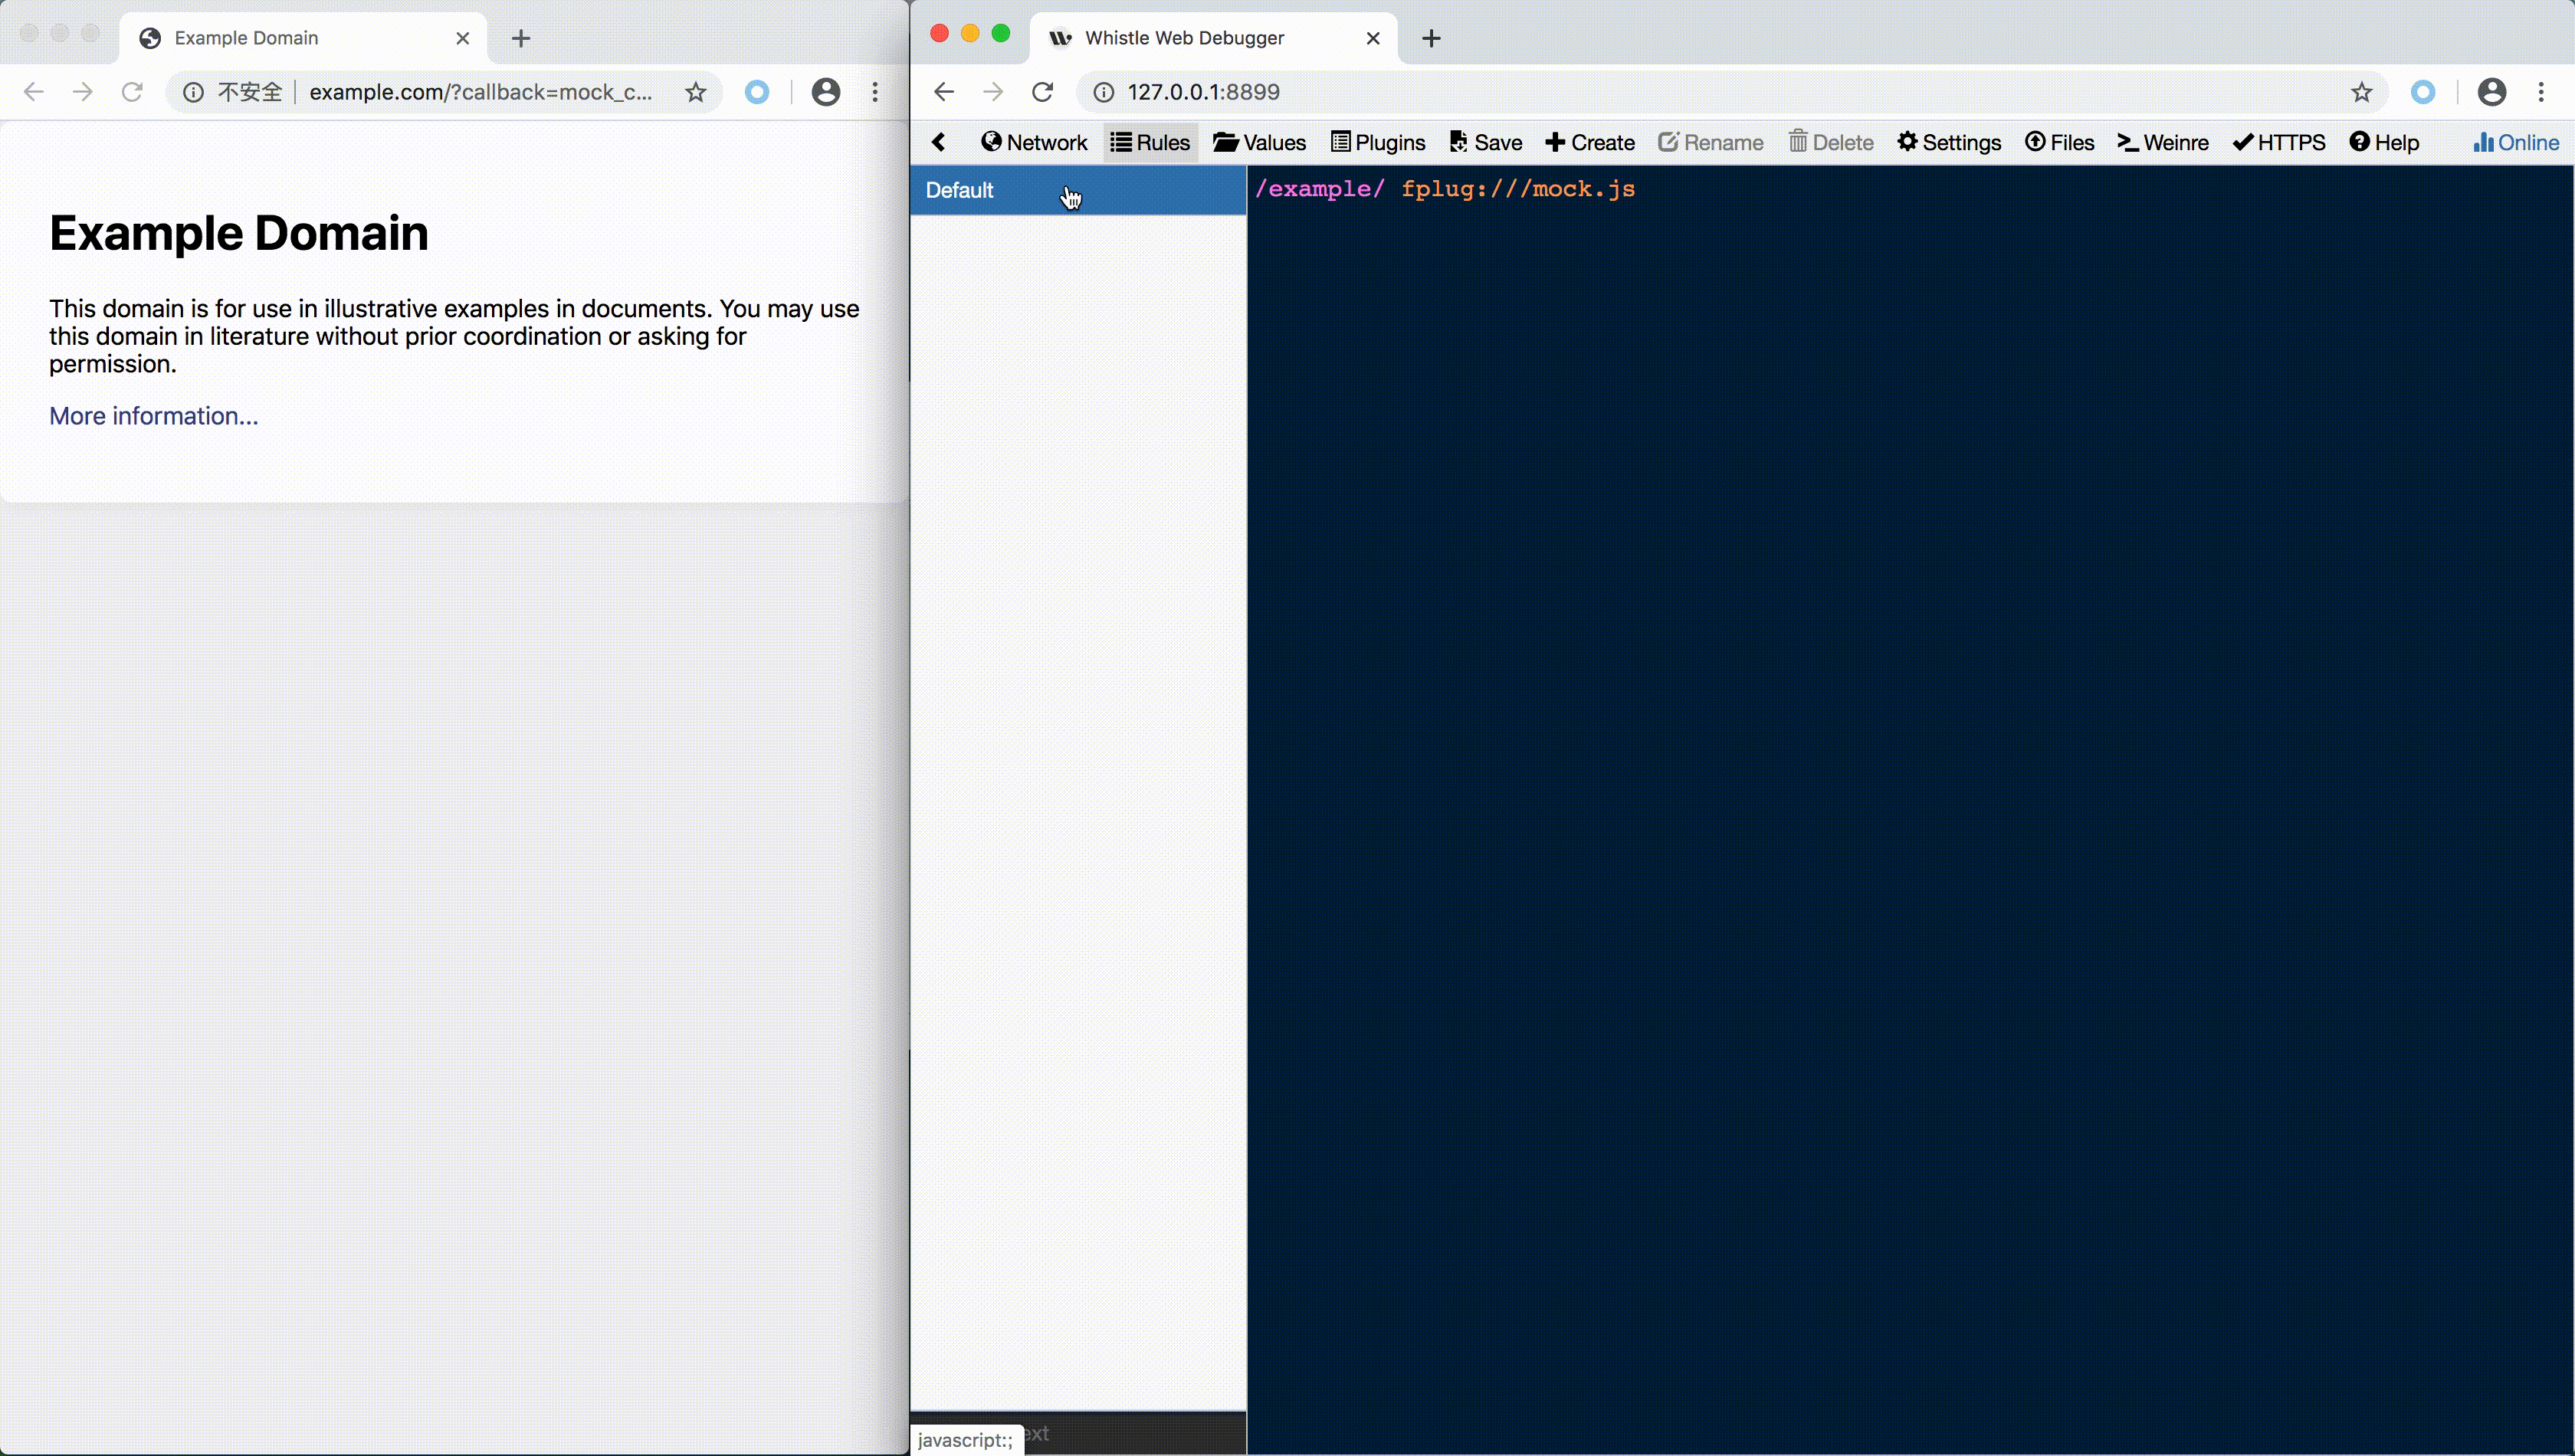 Example Domain
不安全 example.com/?callback=mock_c...
Example Domain
This domain is for use in illustrative examples in documents. You may use
this domain in literature without prior coordination or asking for
permission.
More information...
Whistle Web Debugger
127.0.0.1:8899
Network Rules Values Plugins Save Create Rename Delete Settings Files Weinre HTTPS Help Online
Default
/example/ fplug:///mock.js
javascript:;